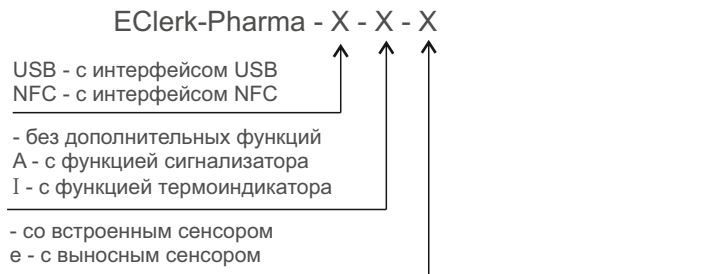 EClerk-Pharma - X - X - X
USB - с интерфейсом USB
NFC - с интерфейсом NFC
- без дополнительных функций
А - с функцией сигнализатора
I - с функцией термоиндикатора
- со встроенным сенсором
е - с выносным сенсором